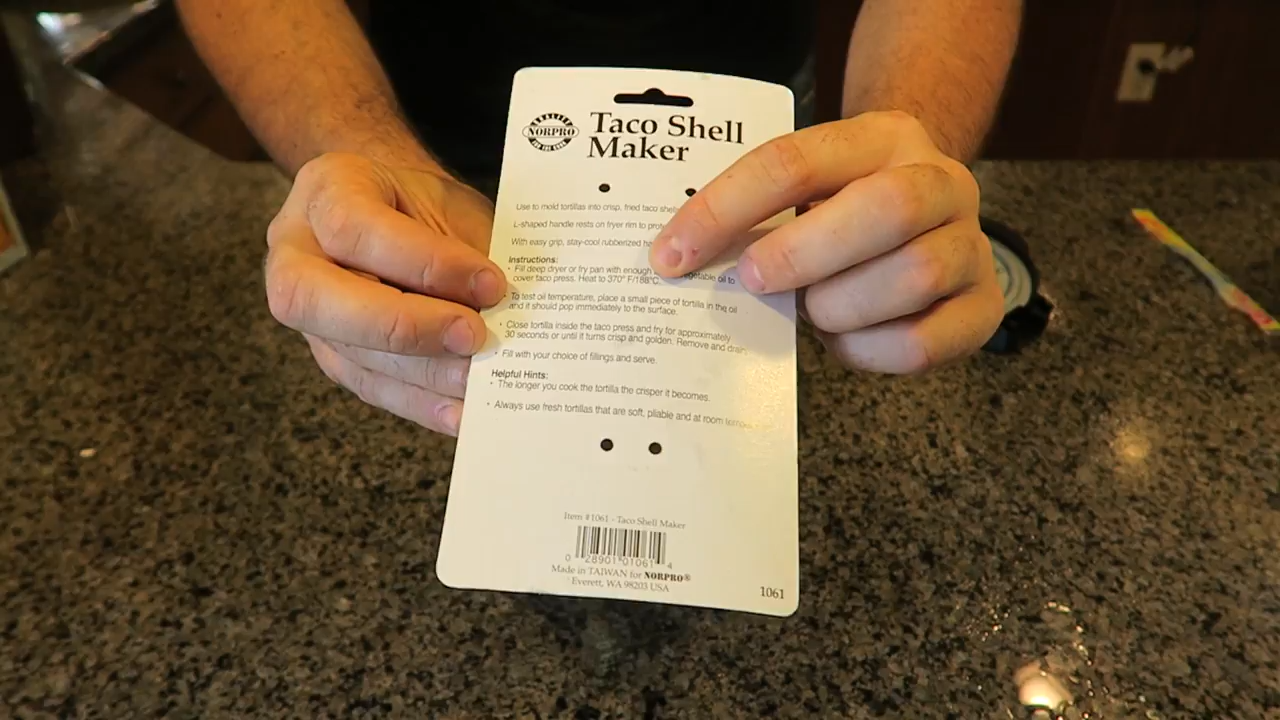 QUALITY
NORPRO
FOR THE COOK
Taco Shell
Maker
Use to mold tortillas into crisp, fried taco shells
L-shaped handle rests on fryer rim to
With easy grip, stay-cool rubberized
Instructions:
• Fill deep dryer or fry pan with enough vegetable oil to
cover taco press. Heat to 370° F/188°C.
• To test oil temperature, place a small piece of tortilla in the oil
and it should pop immediately to the surface.
• Close tortilla inside the taco press and fry for approximately
30 seconds or until it turns crisp and golden. Remove and drain.
• Fill with your choice of fillings and serve.
Helpful Hints:
• The longer you cook the tortilla the crisper it becomes.
• Always use fresh tortillas that are soft, pliable and at room
Item #1061 - Taco Shell Maker
0 28901 01061 4
Made in TAIWAN for NORPRO®
Everett, WA 98203 USA
1061